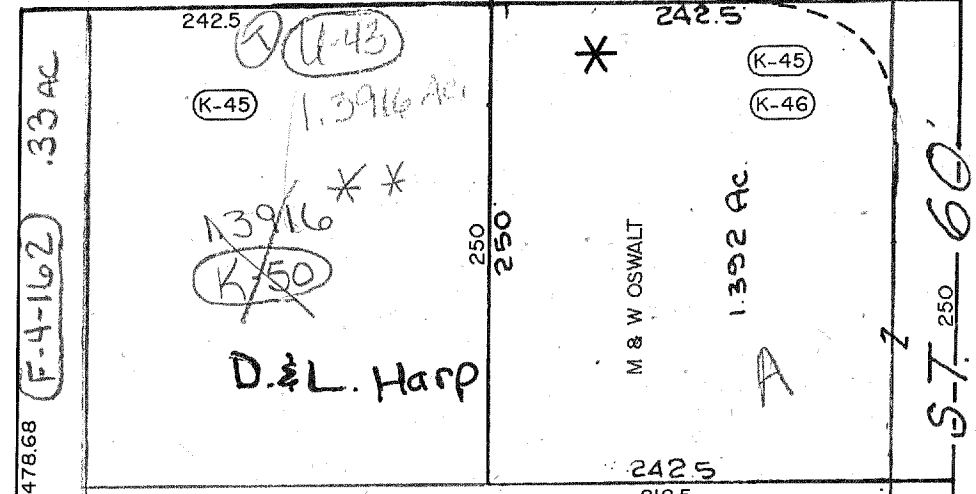 242.5
J U-43
K-45
1.3916 Ac.
* *
1.3916
K-50
D. & L. Harp
.33 AC
F-4-162
478.68
250
250
242.5
*
K-45
K-46
M & W OSWALT
1.392 Ac.
A
242.5
Z
S-T 60'
250